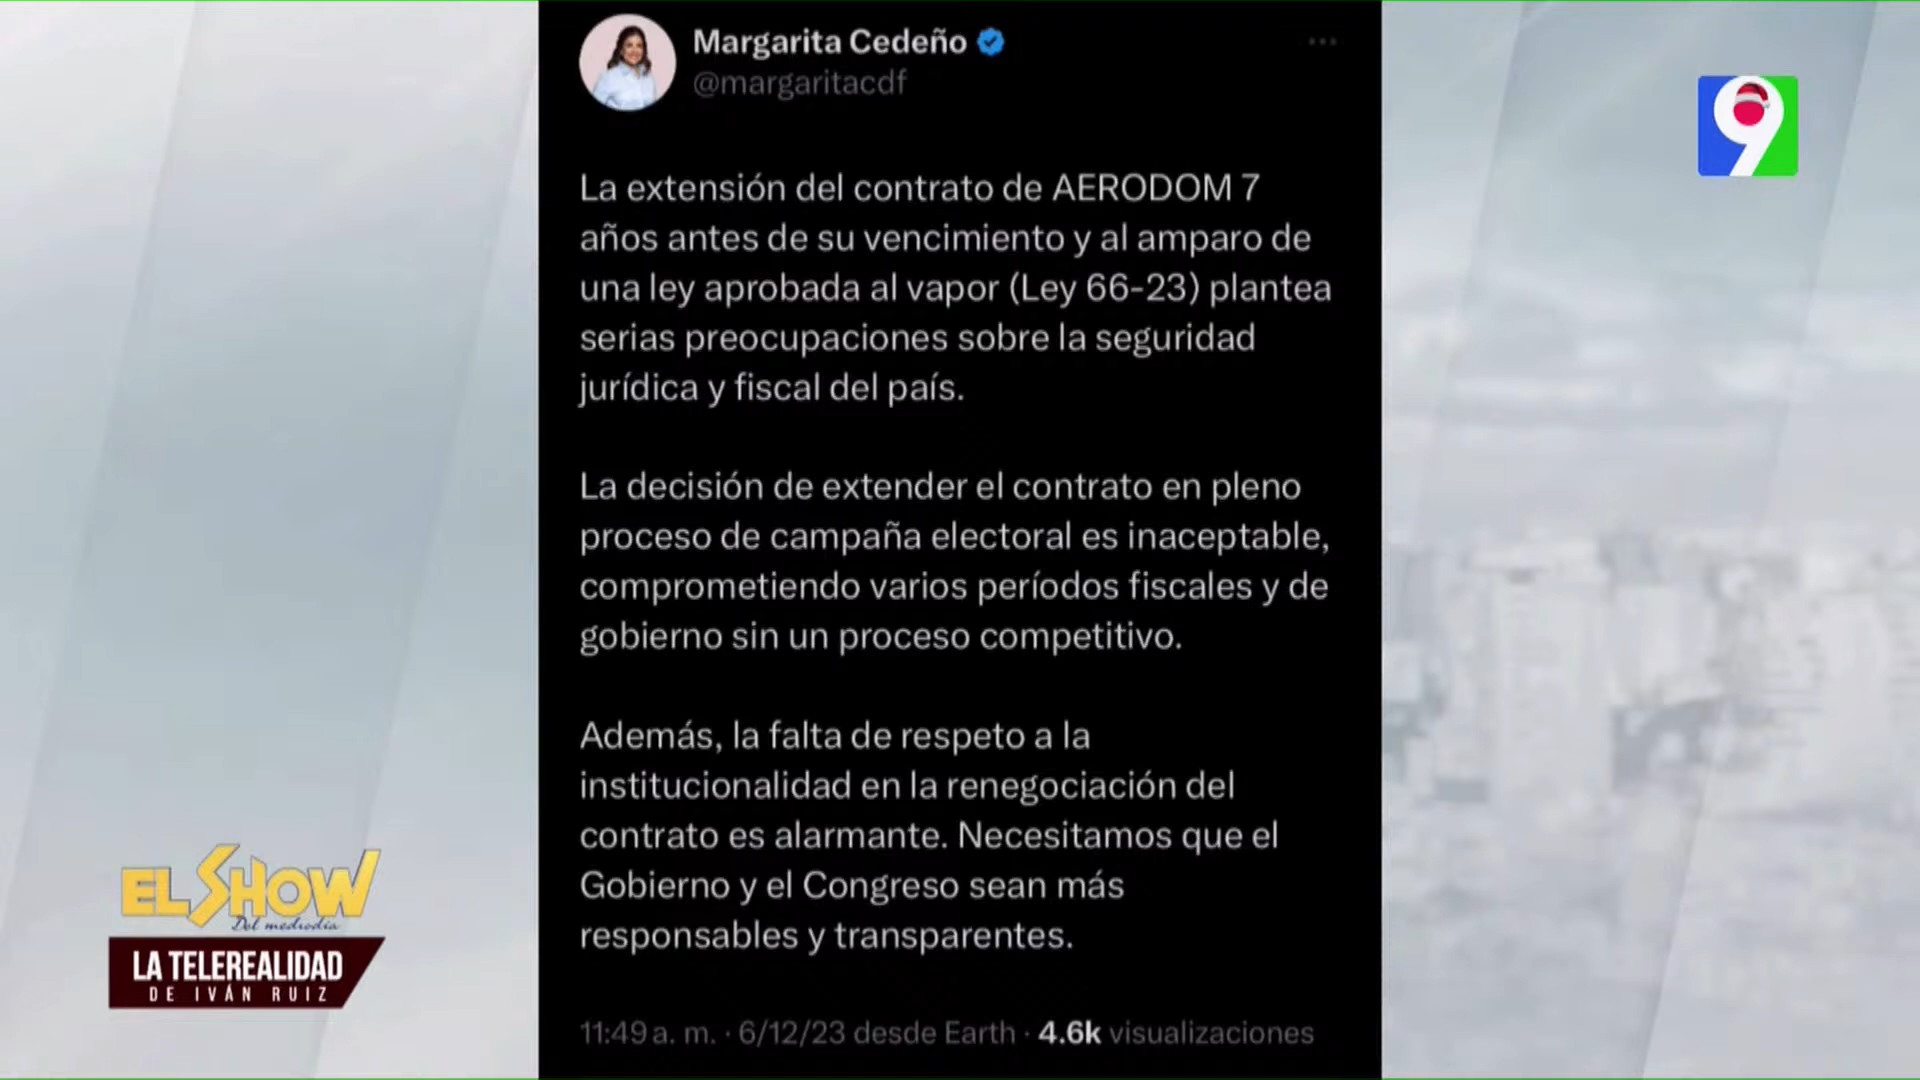 Margarita Cedeño
@margaritacdf
9
La extensión del contrato de AERODOM 7
años antes de su vencimiento y al amparo de
una ley aprobada al vapor (Ley 66-23) plantea
serias preocupaciones sobre la seguridad
jurídica y fiscal del país.
La decisión de extender el contrato en pleno
proceso de campaña electoral es inaceptable,
comprometiendo varios períodos fiscales y de
gobierno sin un proceso competitivo.
Además, la falta de respeto a la
institucionalidad en la renegociación del
contrato es alarmante. Necesitamos que el
Gobierno y el Congreso sean más
responsables y transparentes.
11:49 a. m. · 6/12/23 desde Earth · 4.6k visualizaciones
EL SHOW
Del mediodía
LA TELEREALIDAD
DE IVÁN RUIZ